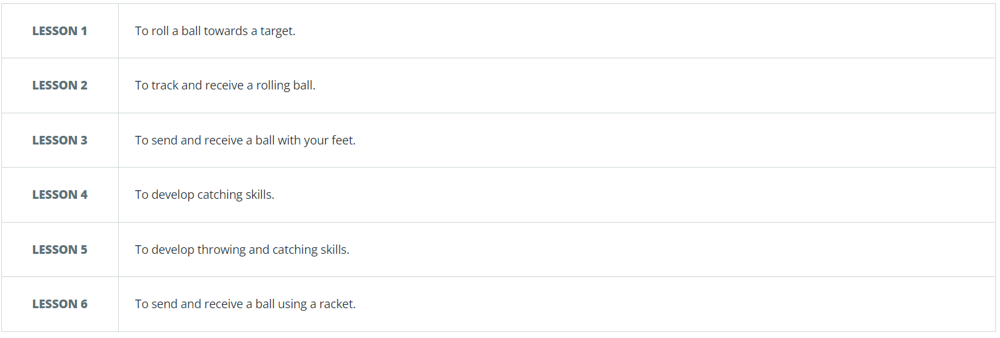 LESSON 1 To roll a ball towards a target.
LESSON 2 To track and receive a rolling ball.
LESSON 3 To send and receive a ball with your feet.
LESSON 4 To develop catching skills.
LESSON 5 To develop throwing and catching skills.
LESSON 6 To send and receive a ball using a racket.